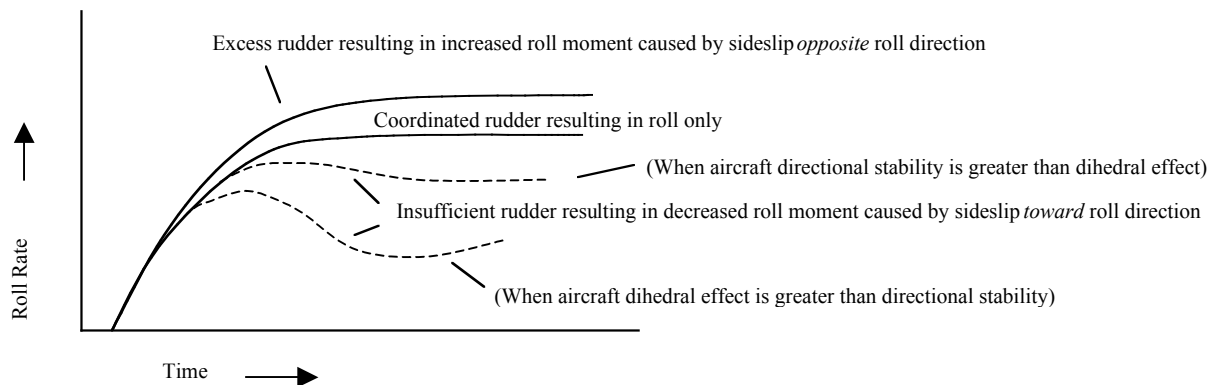 Excess rudder resulting in increased roll moment caused by sideslip opposite roll direction
Coordinated rudder resulting in roll only
(When aircraft directional stability is greater than dihedral effect)
Insufficient rudder resulting in decreased roll moment caused by sideslip toward roll direction
(When aircraft dihedral effect is greater than directional stability)
Roll Rate
Time